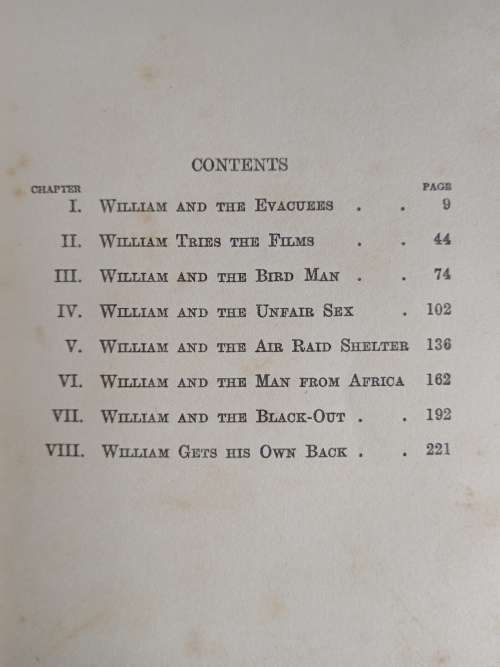 CONTENTS
CHAPTER PAGE
I. WILLIAM AND THE EVACUEES . . 9
II. WILLIAM TRIES THE FILMS . . 44
III. WILLIAM AND THE BIRD MAN . . 74
IV. WILLIAM AND THE UNFAIR SEX . 102
V. WILLIAM AND THE AIR RAID SHELTER 136
VI. WILLIAM AND THE MAN FROM AFRICA 162
VII. WILLIAM AND THE BLACK-OUT . . 192
VIII. WILLIAM GETS HIS OWN BACK . . 221